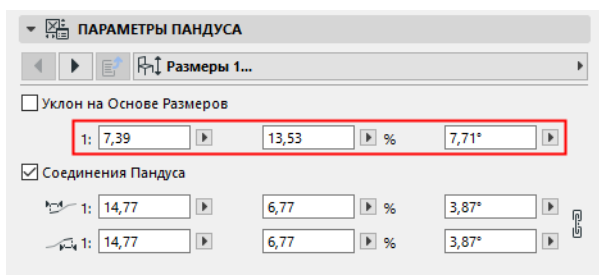 ПАРАМЕТРЫ ПАНДУСА
Размеры 1...
Уклон на Основе Размеров
1: 7,39 13,53 % 7,71°
Соединения Пандуса
1: 14,77 6,77 % 3,87°
1: 14,77 6,77 % 3,87°